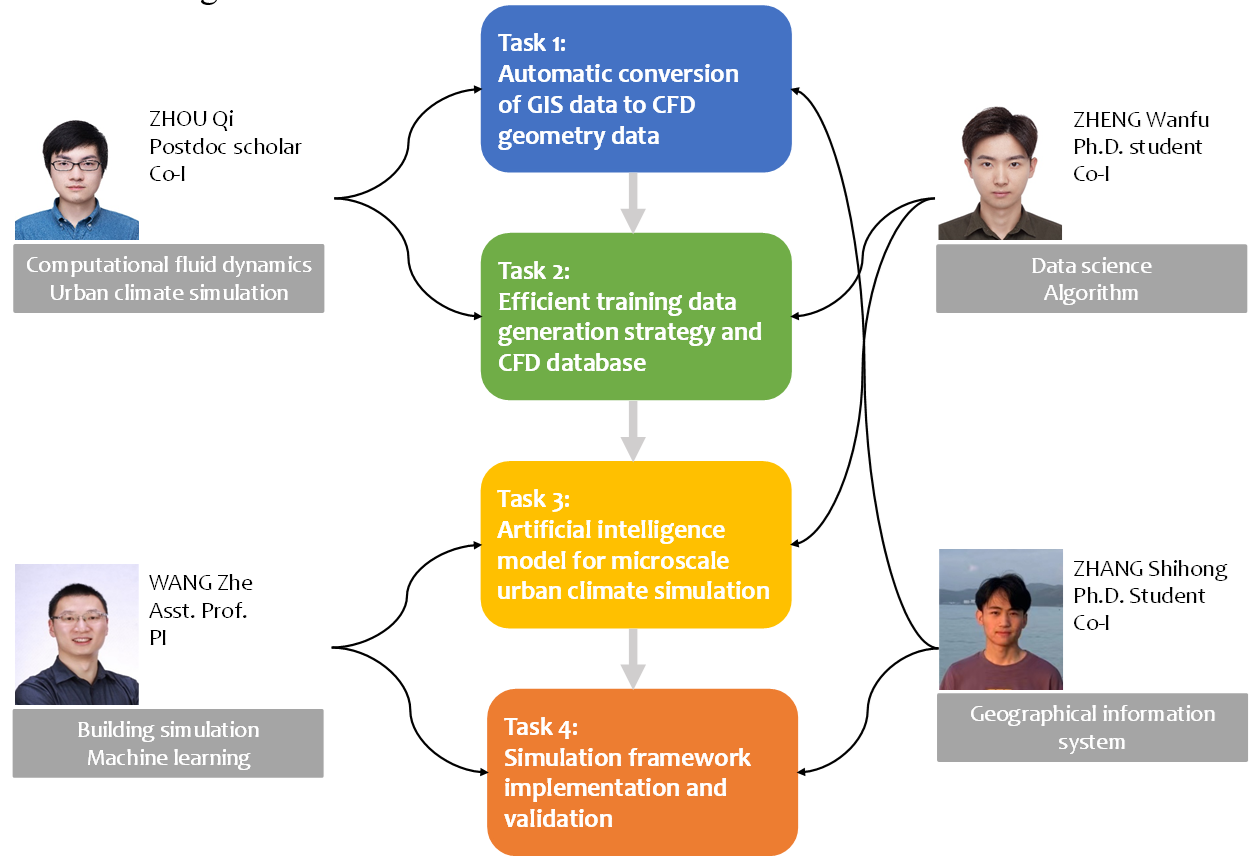 Task 1:
Automatic conversion
of GIS data to CFD
geometry data
ZHOU Qi
Postdoc scholar
Co-I
Computational fluid dynamics
Urban climate simulation
ZHENG Wanfu
Ph.D. student
Co-I
Data science
Algorithm
Task 2:
Efficient training data
generation strategy and
CFD database
Task 3:
Artificial intelligence
model for microscale
urban climate simulation
WANG Zhe
Asst. Prof.
PI
Building simulation
Machine learning
ZHANG Shihong
Ph.D. Student
Co-I
Geographical information
system
Task 4:
Simulation framework
implementation and
validation